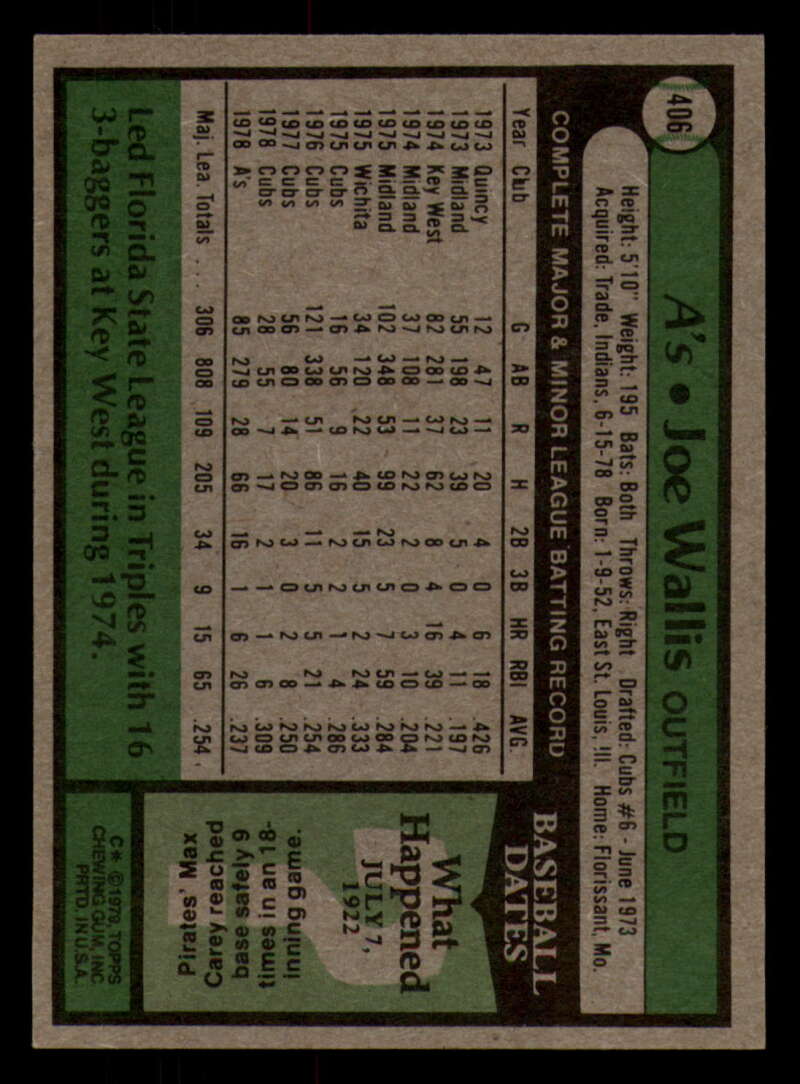 406
A's • Joe Wallis OUTFIELD
Height: 5'10" Weight: 195 Bats: Both Throws: Right Drafted: Cubs #6 - June 1973
Acquired: Trade, Indians, 6-15-78 Born: 1-9-52, East St. Louis, Ill. Home: Florissant, Mo.
COMPLETE MAJOR & MINOR LEAGUE BATTING RECORD
Year Club G AB R H 2B 3B HR RBI AVG.
1973 Quincy 12 47 11 20 4 0 6 18 .426
1973 Midland 55 198 23 39 5 0 4 11 .197
1974 Key West 82 281 37 62 8 4 16 39 .221
1974 Midland 37 108 11 22 2 0 3 10 .204
1975 Midland 102 348 53 99 23 5 7 59 .284
1975 Wichita 34 120 22 40 15 5 2 24 .333
1975 Cubs 16 56 9 16 2 2 1 4 .286
1976 Cubs 121 338 51 86 11 5 5 21 .254
1977 Cubs 56 80 14 20 3 0 2 8 .250
1978 Cubs 28 55 7 17 2 1 1 6 .309
1978 A's 85 279 28 66 16 1 6 26 .237
Maj. Lea. Totals . . . 306 808 109 205 34 9 15 65 .254
Led Florida State League in Triples with 16
3-baggers at Key West during 1974.
BASEBALL
DATES
What
Happened
JULY 7,
1922
Pirates' Max
Carey reached
base safely 9
times in an 18-
inning game.
C* ©1979, TOPPS
CHEWING GUM, INC
PRTD. IN U.S.A.